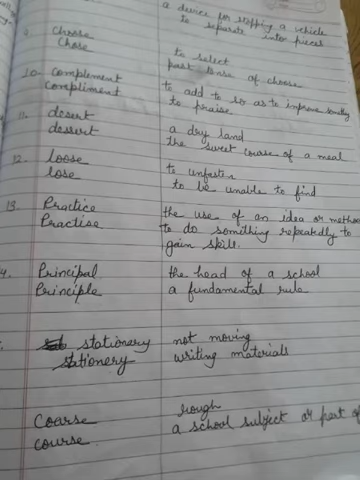 a device for stopping a vehicle
to separate into pieces
9. Choose
Chose
to select
past tense of choose
10. complement
Compliment
to add to so as to improve smthg
to praise
11. desert
dessert
a dry land
the sweet course of a meal
12. loose
lose
to unfasten
to be unable to find
13. Practice
Practise
the use of an idea or method
to do something repeatedly to
gain skill.
4. Principal
Principle
the head of a school
a fundamental rule
stationary
stationery
not moving
writing materials
Coarse
course
rough
a school subject or part of